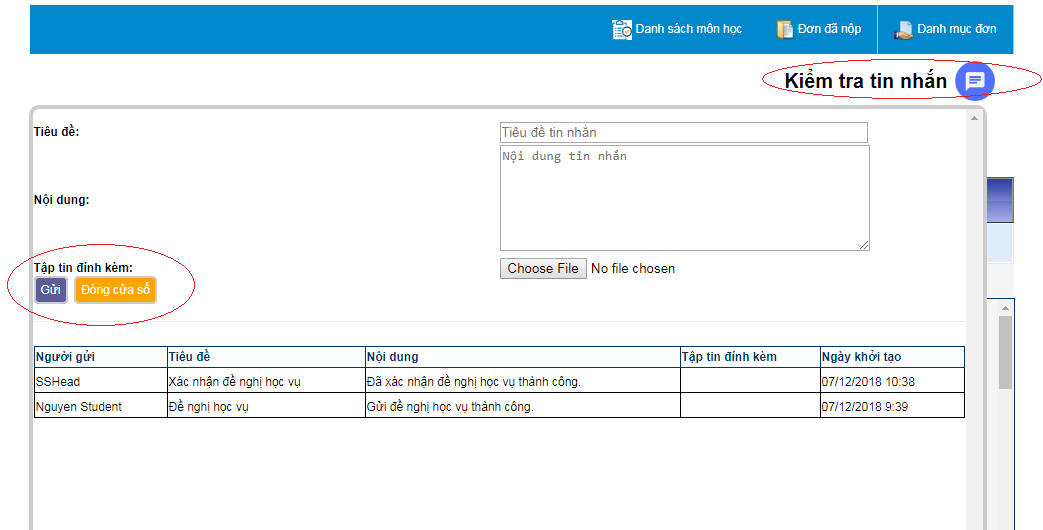 Danh sách môn học Đơn đã nộp Danh mục đơn
Kiểm tra tin nhắn
Tiêu đề: Tiêu đề tin nhắn
Nội dung tin nhắn
Nội dung:
Tập tin đính kèm: Choose File No file chosen
Gửi Đóng cửa sổ
Người gửi Tiêu đề Nội dung Tập tin đính kèm Ngày khởi tạo
SSHead Xác nhận đề nghị học vụ Đã xác nhận đề nghị học vụ thành công. 07/12/2018 10:38
Nguyen Student Đề nghị học vụ Gửi đề nghị học vụ thành công. 07/12/2018 9:39